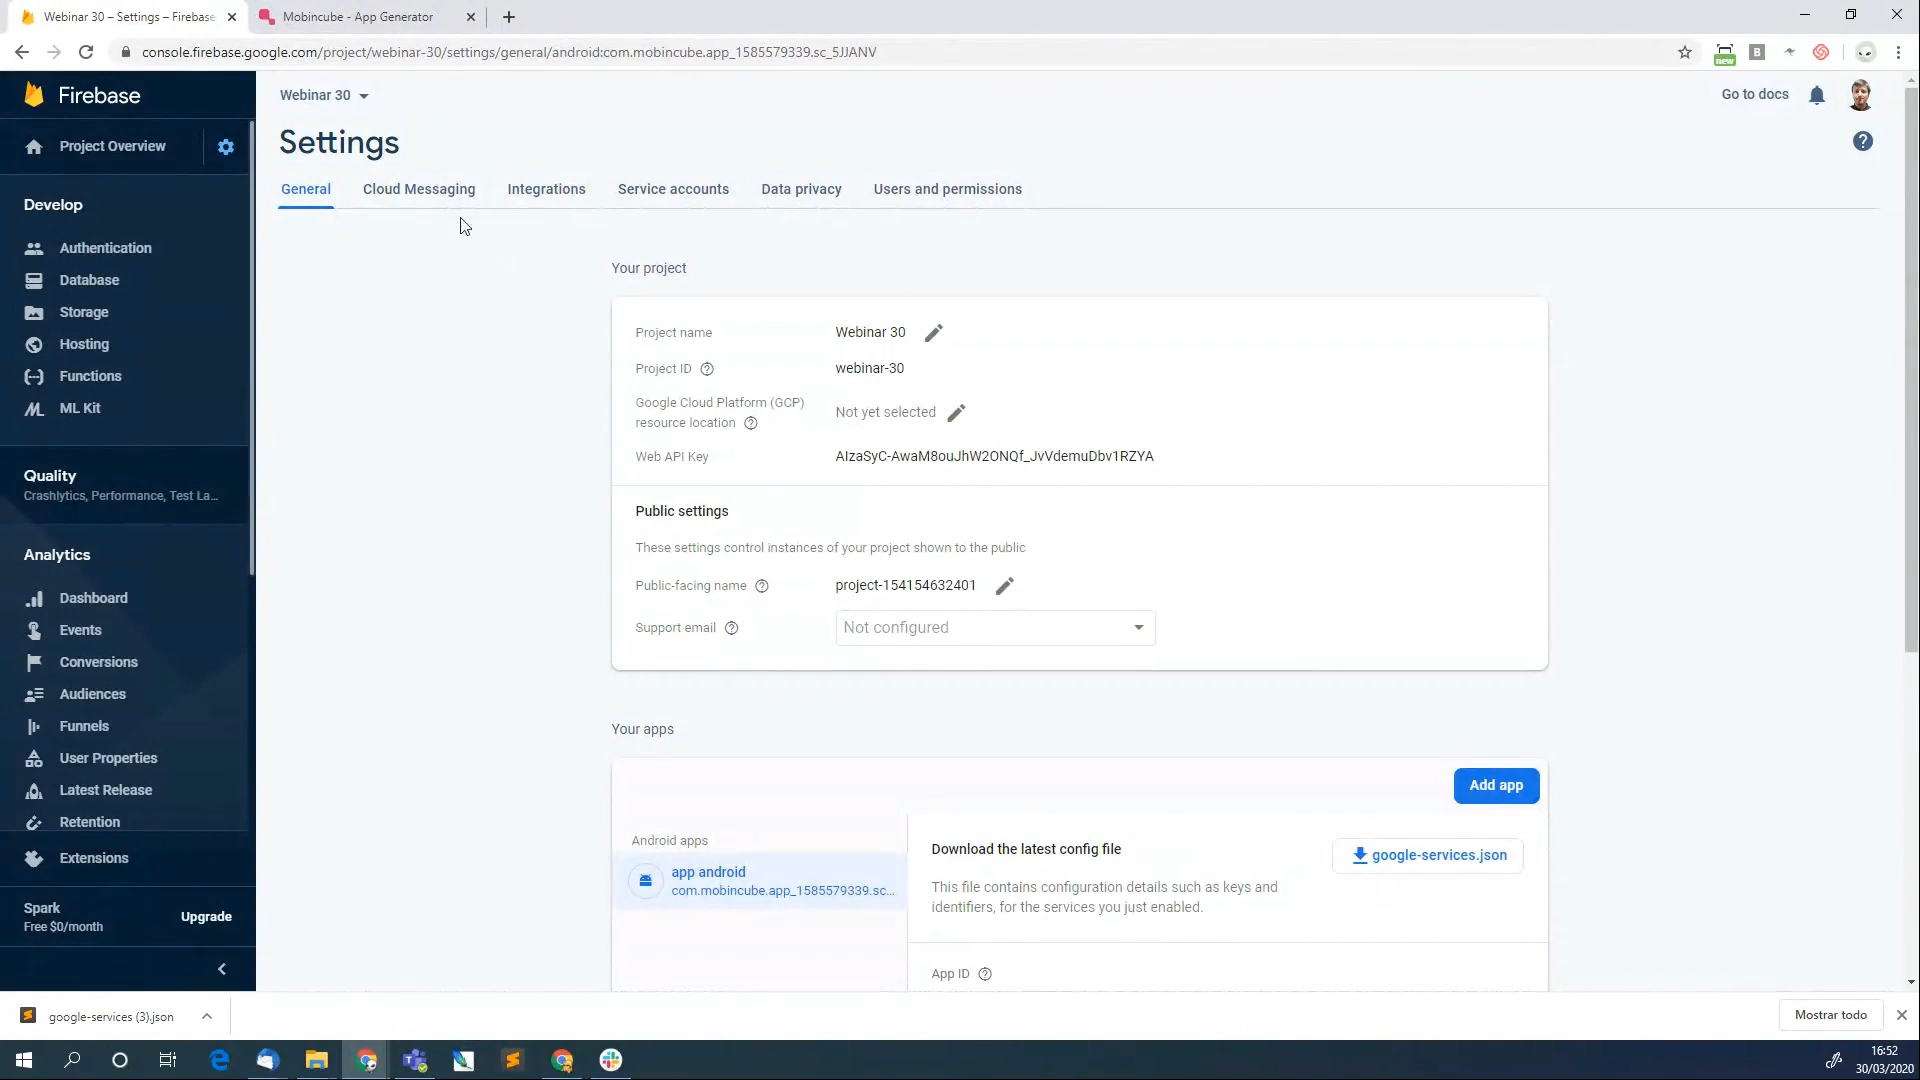 Webinar 30 – Settings – Firebase
Mobincube - App Generator
console.firebase.google.com/project/webinar-30/settings/general/android:com.mobincube.app_1585579339.sc_5JJANV
new
B
Firebase
Project Overview
Develop
Authentication
Database
Storage
Hosting
Functions
ML Kit
Quality
Crashlytics, Performance, Test La...
Analytics
Dashboard
Events
Conversions
Audiences
Funnels
User Properties
Latest Release
Retention
Extensions
Spark
Free $0/month
Upgrade
Webinar 30
Go to docs
Settings
General
Cloud Messaging
Integrations
Service accounts
Data privacy
Users and permissions
Your project
Project name
Webinar 30
Project ID
webinar-30
Google Cloud Platform (GCP)
resource location
Not yet selected
Web API Key
AIzaSyC-AwaM8ouJhW2ONQf_JvVdemuDbv1RZYA
Public settings
These settings control instances of your project shown to the public
Public-facing name
project-154154632401
Support email
Not configured
Your apps
Add app
Android apps
app android
com.mobincube.app_1585579339.sc...
Download the latest config file
google-services.json
This file contains configuration details such as keys and
identifiers, for the services you just enabled.
App ID
google-services (3).json
Mostrar todo
16:52
30/03/2020